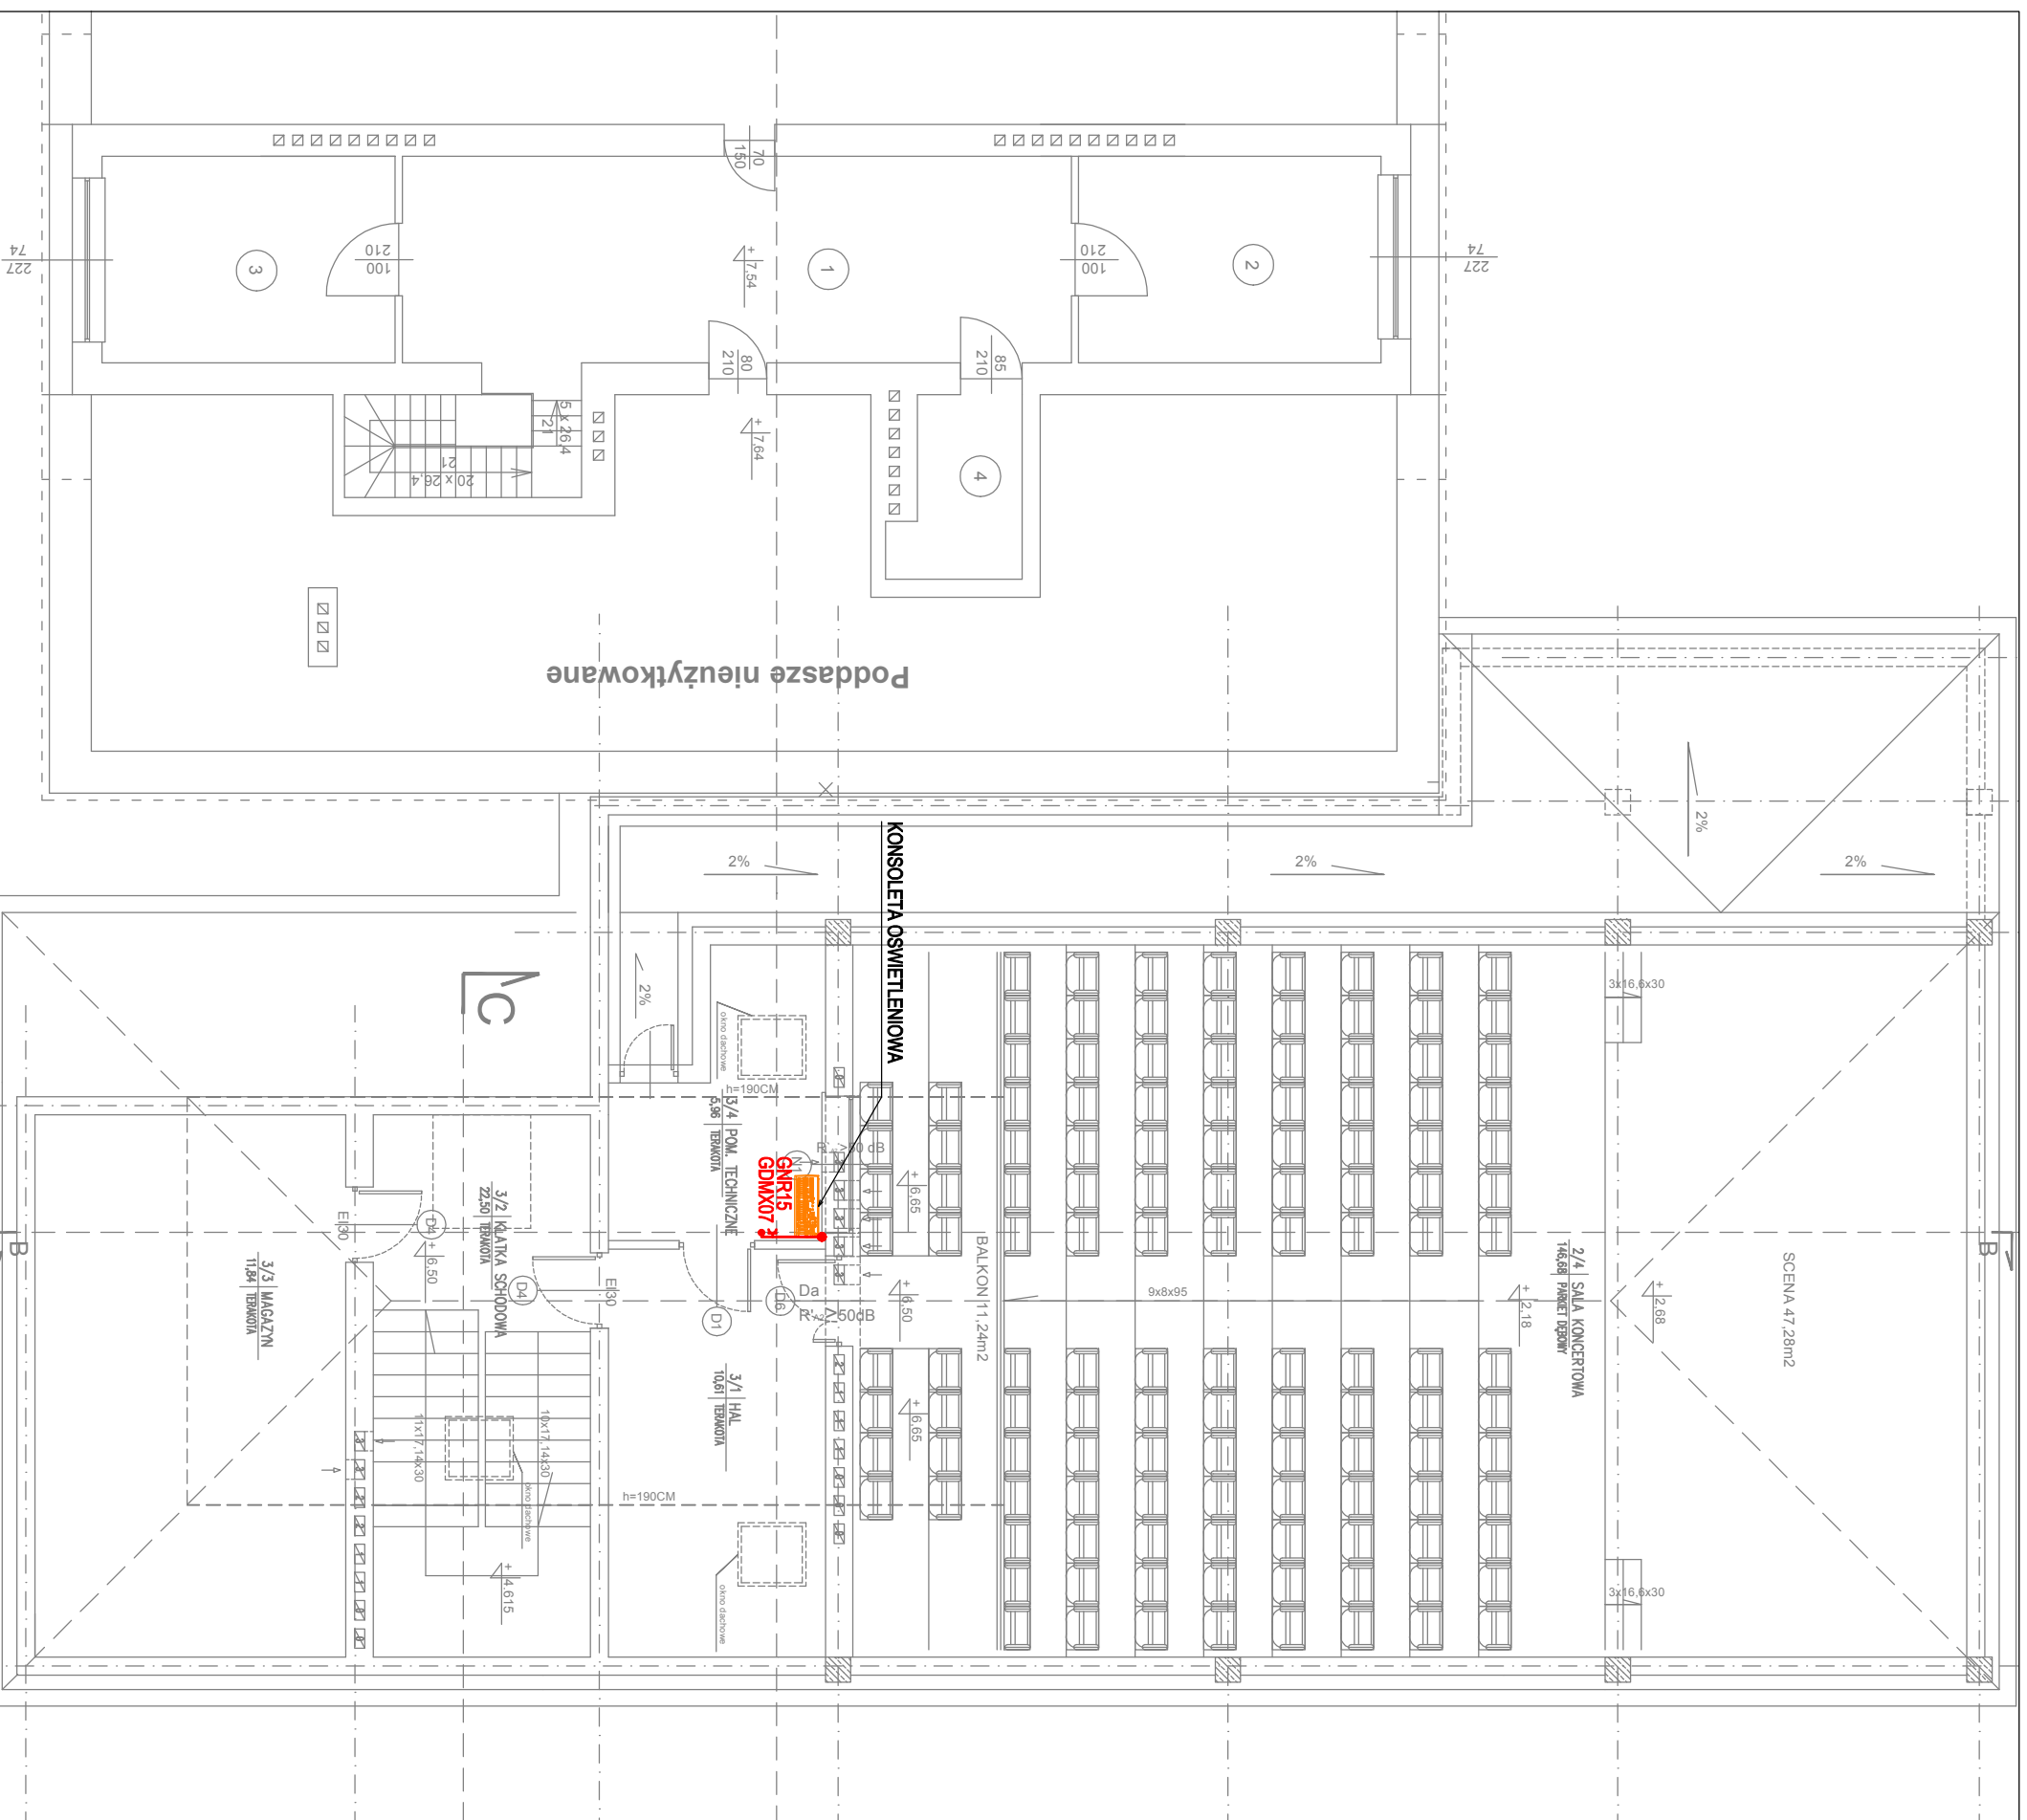 70
150
+7,54
1
2
3
4
210
100
210
100
74
227
74
227
80
210
85
210
+7,64
5 x 26,4
21
20 x 26,4
21
Poddasze nieużytkowane
2%
2%
2%
2%
2%
KONSOLETA OSWIETLENIOWA
C
okno dachowe
h=190CM
3/4 POM. TECHNICZNE
5,96 TERAKOTA
GNR15
GDMX07
+6,65
BALKON 11,24m2
+6,50
+6,65
Da
R'A2 ≥ 50dB
D6
D1
D4
EI30
EI30
3/2 KLATKA SCHODOWA
22,50 TERAKOTA
+6.50
3/3 MAGAZYN
11,84 TERAKOTA
3/1 HAL
10,61 TERAKOTA
10x17,14x30
11x17,14x30
okno dachowe
h=190CM
okno dachowe
+4.615
9x8x95
+2,18
2/4 SALA KONCERTOWA
146,68 PARKIET DĘBOWY
+2,68
SCENA 47,28m2
3x16,6x30
3x16,6x30
B
B